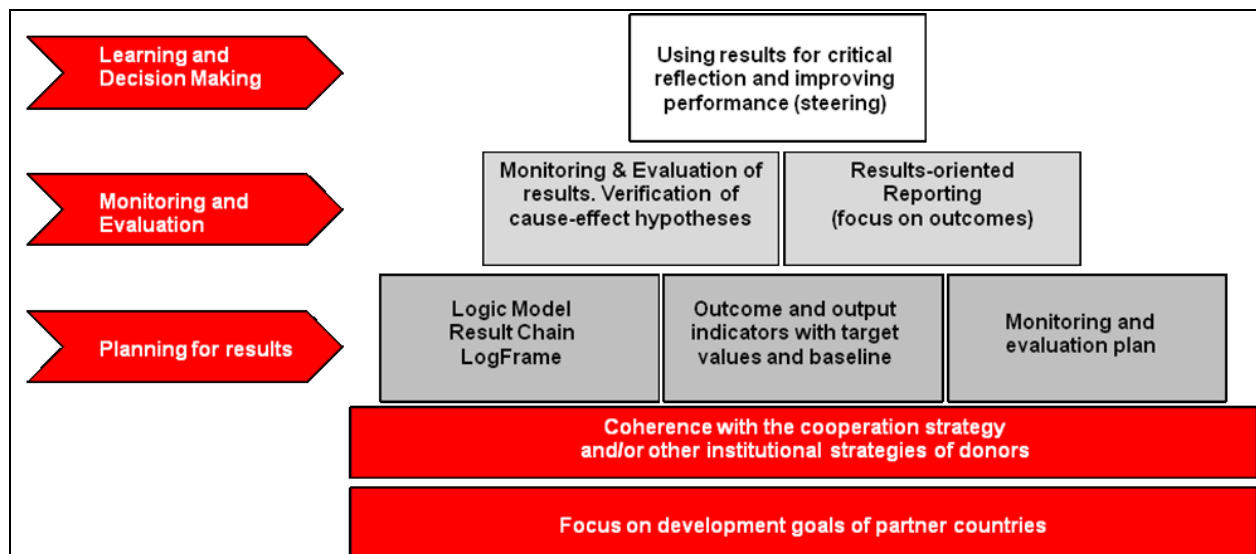 Learning and
Decision Making
Using results for critical
reflection and improving
performance (steering)
Monitoring and
Evaluation
Monitoring & Evaluation of
results. Verification of
cause-effect hypotheses
Results-oriented
Reporting
(focus on outcomes)
Planning for results
Logic Model
Result Chain
LogFrame
Outcome and output
indicators with target
values and baseline
Monitoring and
evaluation plan
Coherence with the cooperation strategy
and/or other institutional strategies of donors
Focus on development goals of partner countries